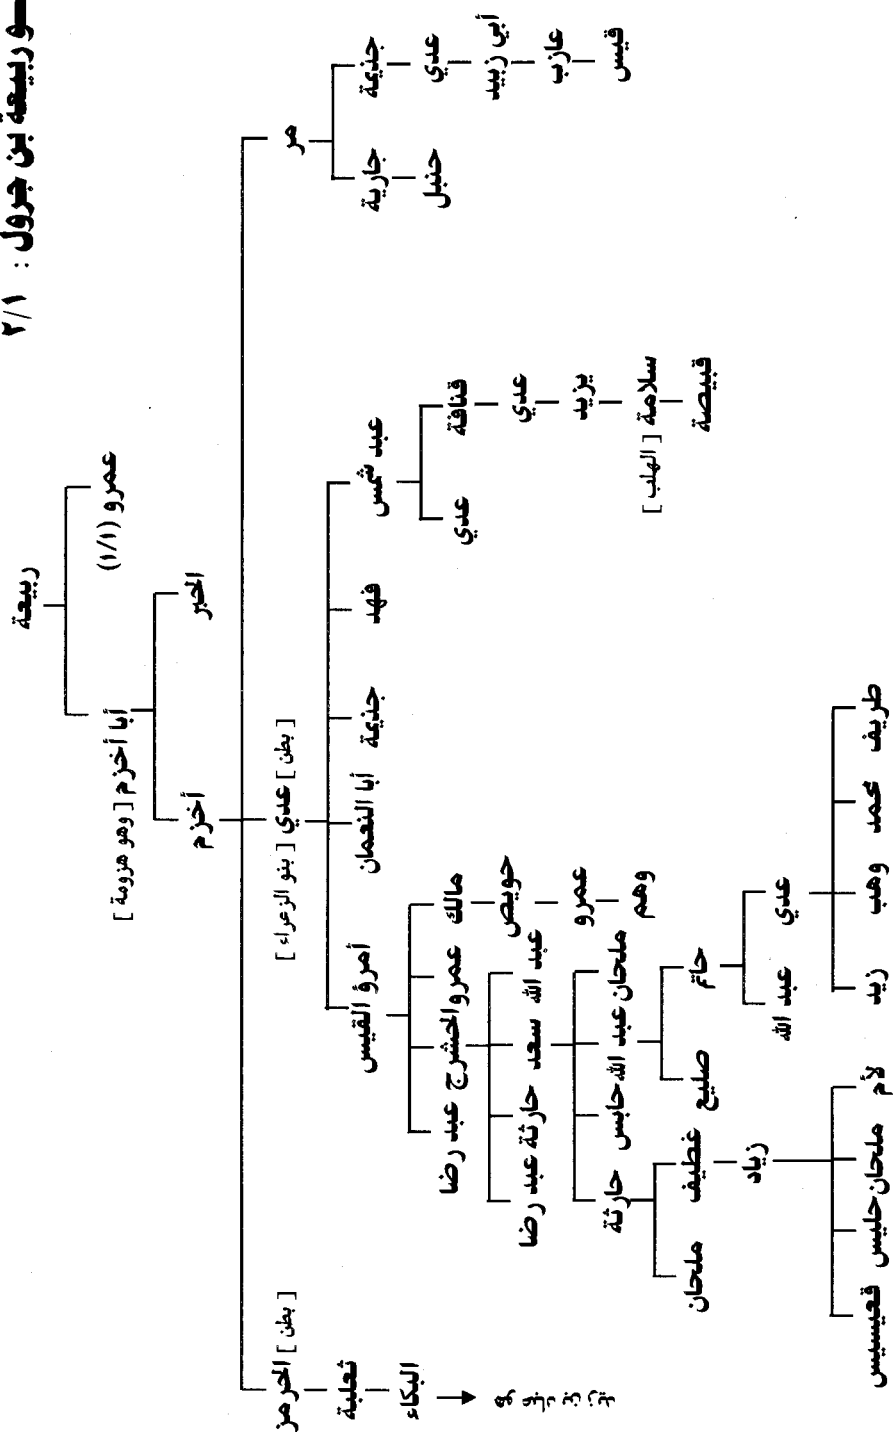 و ربيعة بن جرول : ٢/١
ربيعة
عمرو (١/١)
أبا أخزم [ وهو هزومة ]
الحبر
أخزم
مر
عدي [ بنو الزعراء ] [ بطن ]
الحرمز [ بطن ]
جذيمة
عدي
أبي زبيد
عازب
قيس
حارية
حنبل
عبد شمس
فهد
جذيمة
أبا النعمان
أمرؤ القيس
ثعلبة
البكاء
قنافة
عدي
يزيد
سلامة [ الهلب ]
قبيصة
عدي
مالك
حويص
عمرو
وهم
عمرو
الحشرج
عبد رضا
عبد الله
سعد
حارثة
عبد رضا
ملحان
عبد الله
حابس
حارثة
حاتم
صليع
غطيف
ملحان
عدي
عبد الله
زياد
طريف
محمد
وهب
زيد
لأم
ملحان
حليس
قعيسيس